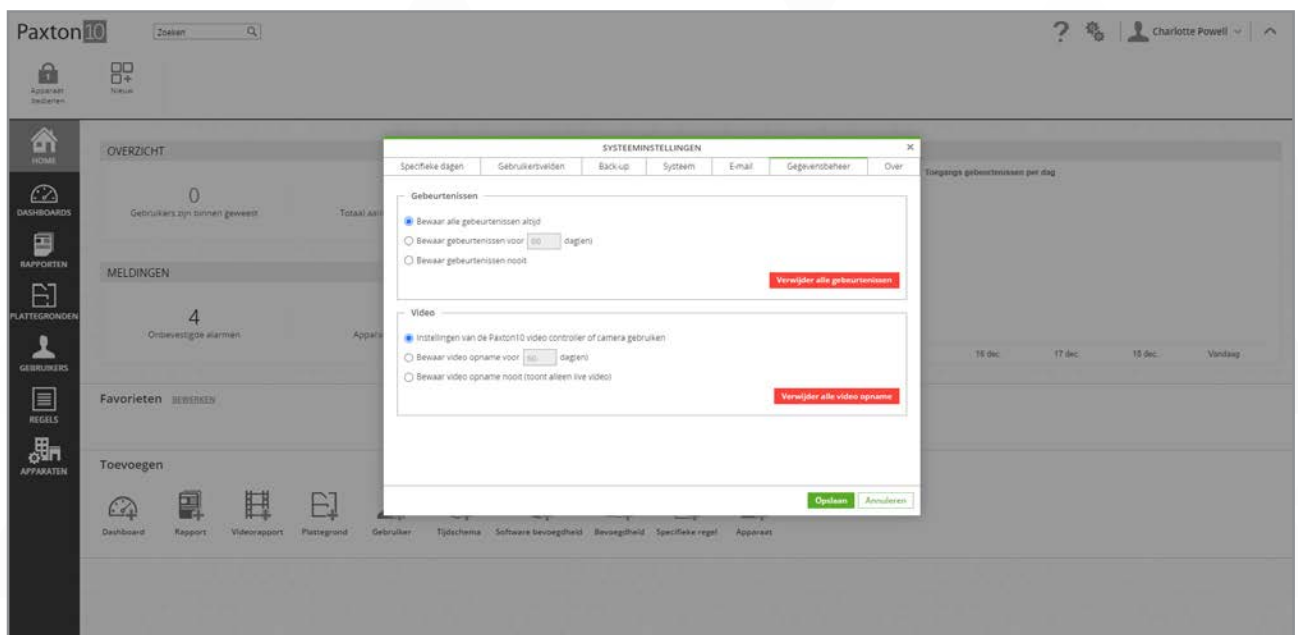 Paxton10
Zoeken
Charlotte Powell
Apparaat bedienen
Nieuw
HOME
DASHBOARDS
RAPPORTEN
PLATTEGRONDEN
GEBRUIKERS
REGELS
APPARATEN
OVERZICHT
0
Gebruikers zijn binnen geweest
Totaal
MELDINGEN
4
Onbevestigde alarmen
Toegangs gebeurtenissen per dag
16 dec.
17 dec.
18 dec.
Vandaag
Favorieten BEWERKEN
Toevoegen
Dashboard
Rapport
Videorapport
Plattegrond
Gebruiker
Tijdschema
Software bevoegdheid
Bevoegdheid
Specifieke regel
Apparaat
SYSTEEMINSTELLINGEN
Specifieke dagen
Gebruikersvelden
Back-up
Systeem
E-mail
Gegevensbeheer
Over
Gebeurtenissen
Bewaar alle gebeurtenissen altijd
Bewaar gebeurtenissen voor dag(en)
Bewaar gebeurtenissen nooit
Verwijder alle gebeurtenissen
Video
Instellingen van de Paxton10 video controller of camera gebruiken
Bewaar video opname voor dag(en)
Bewaar video opname nooit (toont alleen live video)
Verwijder alle video opname
Opslaan
Annuleren